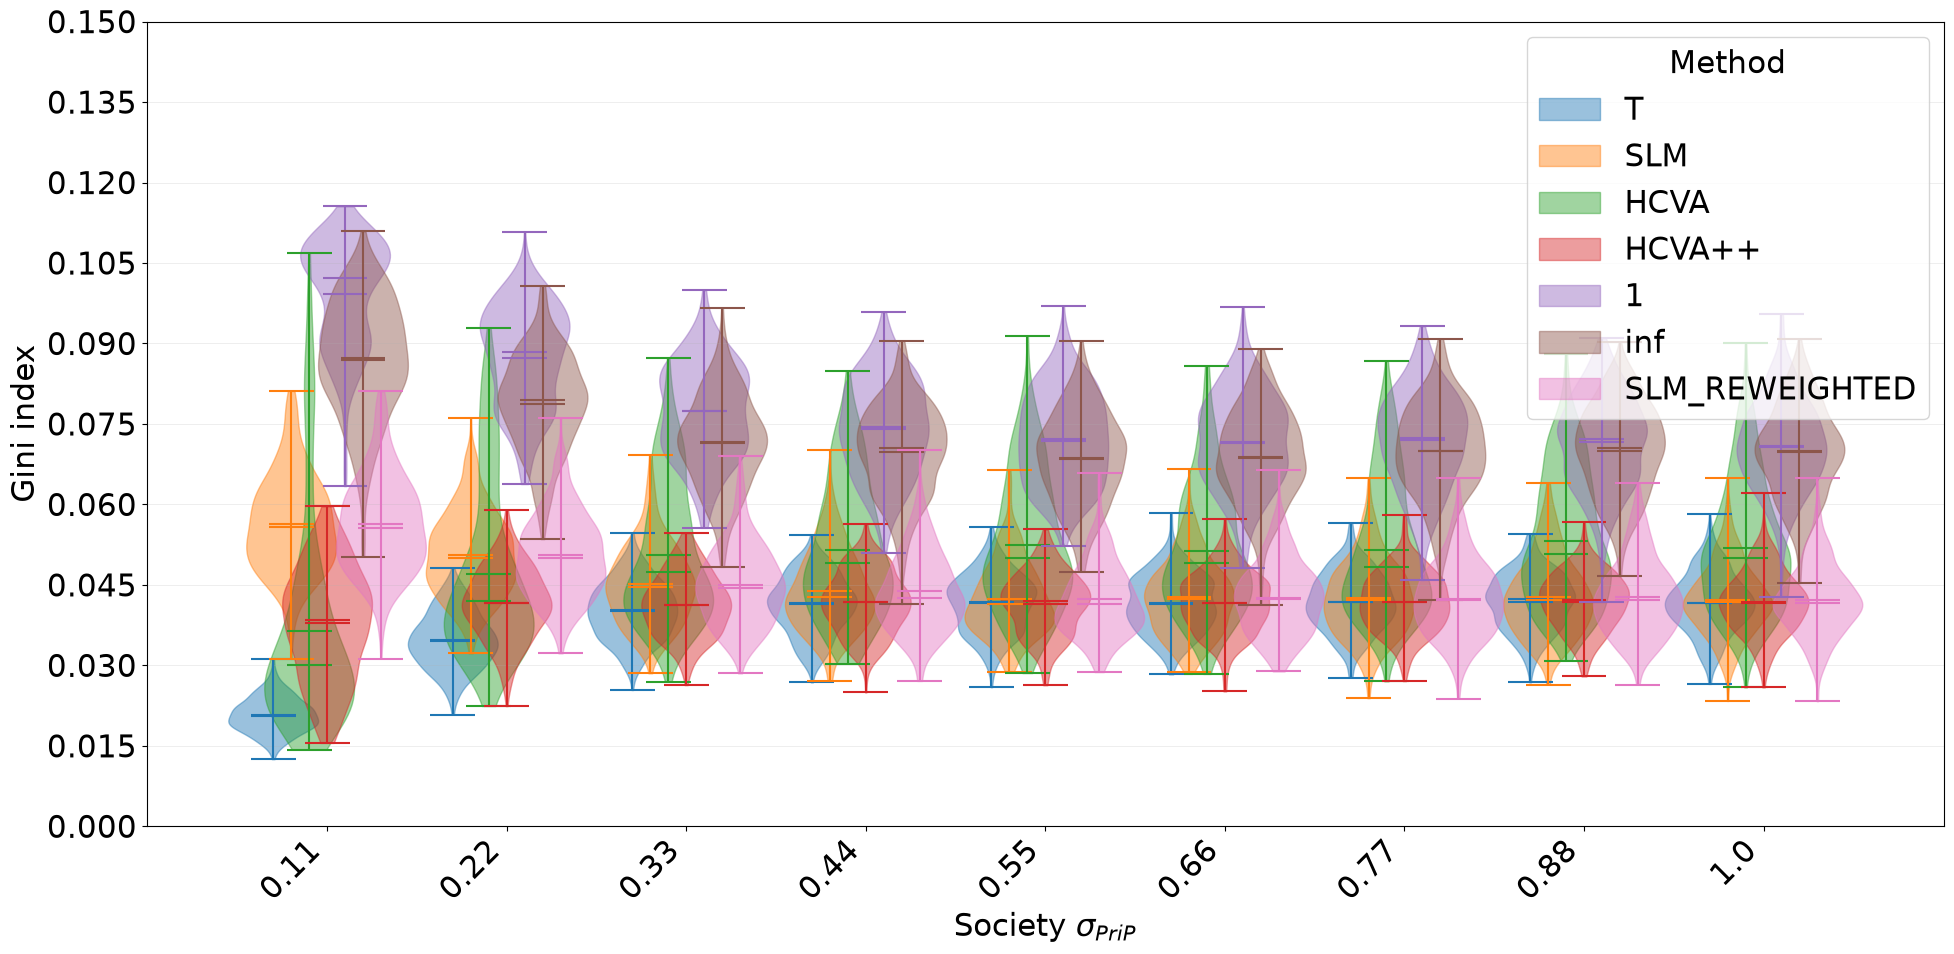 0.150
0.135
0.120
0.105
0.090
0.075
0.060
0.045
0.030
0.015
0.000
Gini index
Method
T
SLM
HCVA
HCVA++
1
inf
SLM_REWEIGHTED
0.11 0.22 0.33 0.44 0.55 0.66 0.77 0.88 1.0
Society σ_PriP